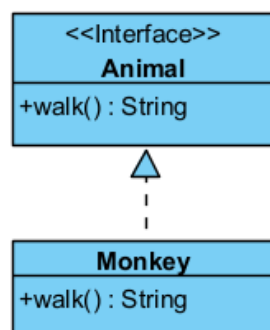 <<Interface>>
Animal
+walk() : String
Monkey
+walk() : String